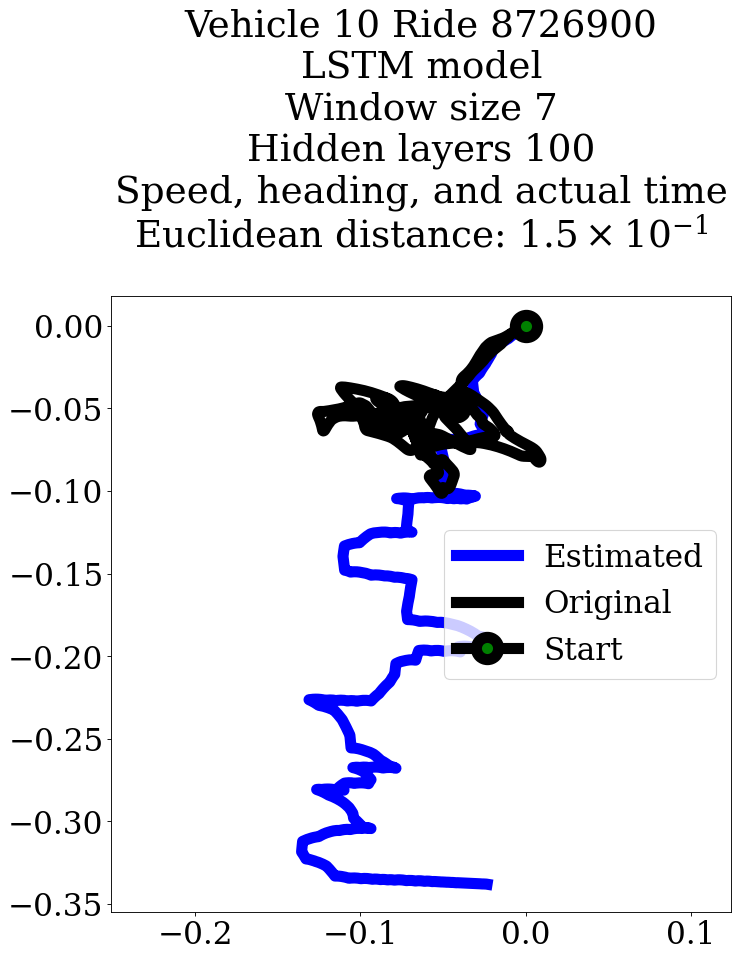 Vehicle 10 Ride 8726900
LSTM model
Window size 7
Hidden layers 100
Speed, heading, and actual time
Euclidean distance: 1.5 × 10⁻¹
0.00
−0.05
−0.10
−0.15
−0.20
−0.25
−0.30
−0.35
Estimated
Original
Start
−0.2 −0.1 0.0 0.1